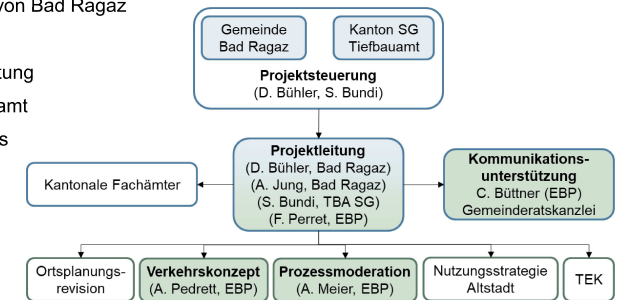 von Bad Ragaz
tung
amt
s
Gemeinde
Bad Ragaz
Kanton SG
Tiefbauamt
Projektsteuerung
(D. Bühler, S. Bundi)
Projektleitung
(D. Bühler, Bad Ragaz)
(A. Jung, Bad Ragaz)
(S. Bundi, TBA SG)
(F. Perret, EBP)
Kantonale Fachämter
Kommunikations-
unterstützung
C. Büttner (EBP)
Gemeinderatskanzlei
Ortsplanungs-
revision
Verkehrskonzept
(A. Pedrett, EBP)
Prozessmoderation
(A. Meier, EBP)
Nutzungsstrategie
Altstadt
TEK